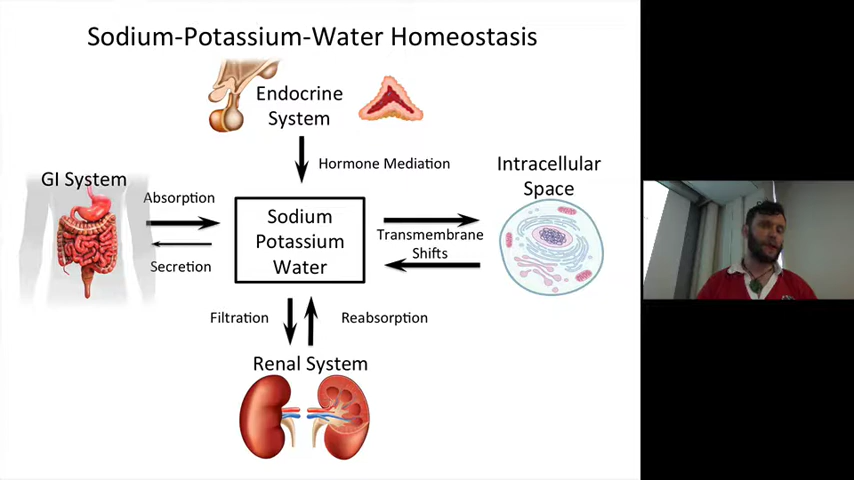 Sodium-Potassium-Water Homeostasis
Endocrine
System
Hormone Mediation
GI System
Absorption
Secretion
Sodium
Potassium
Water
Intracellular
Space
Transmembrane
Shifts
Filtration
Reabsorption
Renal System